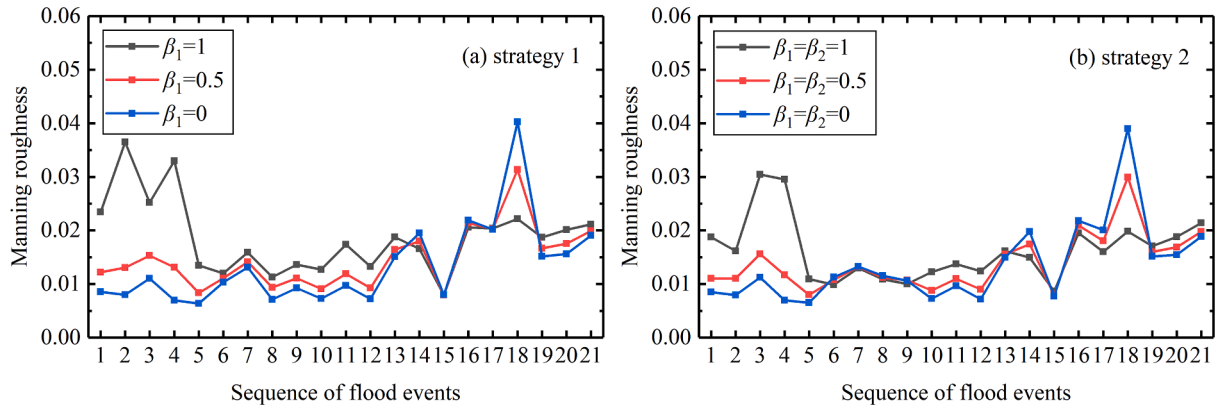 0.06
0.05
0.04
0.03
0.02
0.01
0.00
Manning roughness
β₁=1
β₁=0.5
β₁=0
(a) strategy 1
1 2 3 4 5 6 7 8 9 10 11 12 13 14 15 16 17 18 19 20 21
Sequence of flood events
0.06
0.05
0.04
0.03
0.02
0.01
0.00
Manning roughness
β₁=β₂=1
β₁=β₂=0.5
β₁=β₂=0
(b) strategy 2
1 2 3 4 5 6 7 8 9 10 11 12 13 14 15 16 17 18 19 20 21
Sequence of flood events